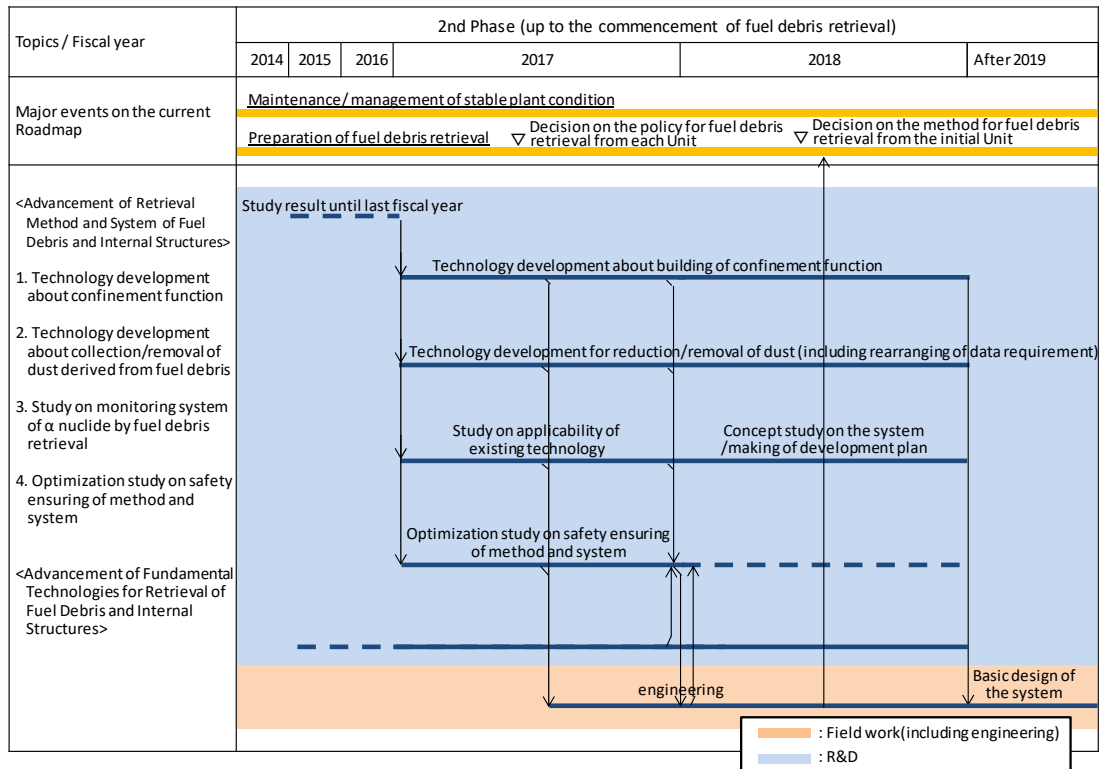 Topics / Fiscal year
2nd Phase (up to the commencement of fuel debris retrieval)
2014 2015 2016 2017 2018 After 2019
Major events on the current
Roadmap
Maintenance/ management of stable plant condition
Preparation of fuel debris retrieval
▽ Decision on the policy for fuel debris
retrieval from each Unit
▽ Decision on the method for fuel debris
retrieval from the initial Unit
<Advancement of Retrieval
Method and System of Fuel
Debris and Internal Structures>
Study result until last fiscal year
1. Technology development
about confinement function
Technology development about building of confinement function
2. Technology development
about collection/removal of
dust derived from fuel debris
Technology development for reduction/removal of dust (including rearranging of data requirement)
3. Study on monitoring system
of α nuclide by fuel debris
retrieval
Study on applicability of
existing technology
Concept study on the system
/making of development plan
4. Optimization study on safety
ensuring of method and
system
Optimization study on safety ensuring
of method and system
<Advancement of Fundamental
Technologies for Retrieval of
Fuel Debris and Internal
Structures>
engineering
Basic design of
the system
: Field work(including engineering)
: R&D